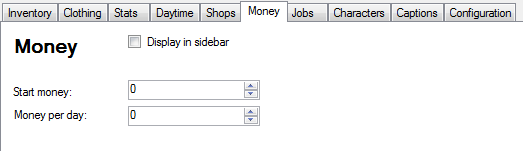 Inventory Clothing Stats Daytime Shops Money Jobs Characters Captions Configuration
Money Display in sidebar
Start money: 0
Money per day: 0